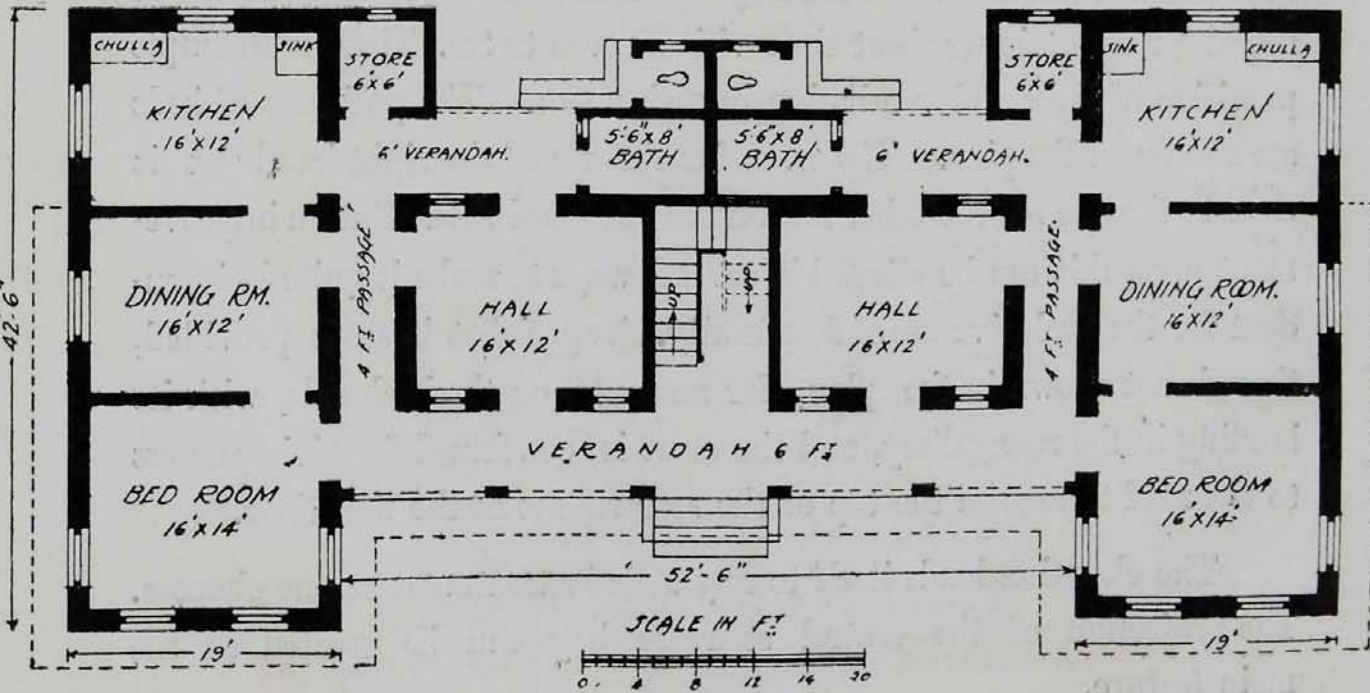 CHULLA
SINK
STORE
6'X6'
KITCHEN
16'X12'
6' VERANDAH.
5'-6"X8'
BATH
5'-6"X8'
BATH
6' VERANDAH.
STORE
6'X6'
SINK
CHULLA
KITCHEN
16'X12'
42'-6"
DINING RM.
16'X12'
4 FT PASSAGE
HALL
16'X12'
UP
UP
HALL
16'X12'
4 FT PASSAGE.
DINING ROOM.
16'X12'
VERANDAH 6 FT
BED ROOM
16'X14'
BED ROOM
16'X14'
52'-6"
19'
SCALE IN FT
19'
0. 4 8 12 16 20